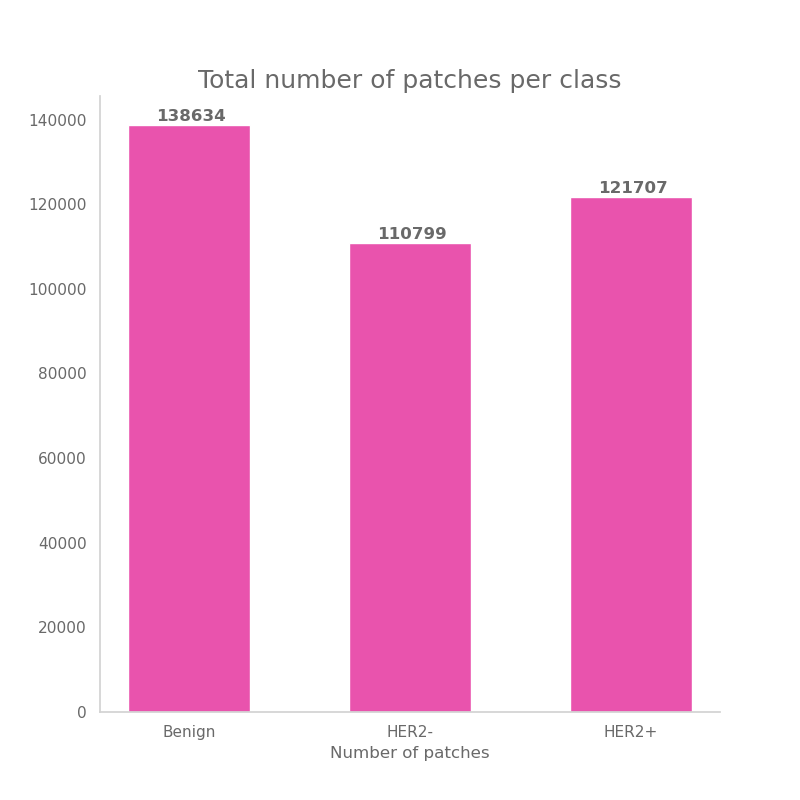 Total number of patches per class
138634
110799
121707
140000
120000
100000
80000
60000
40000
20000
0
Benign
HER2-
HER2+
Number of patches